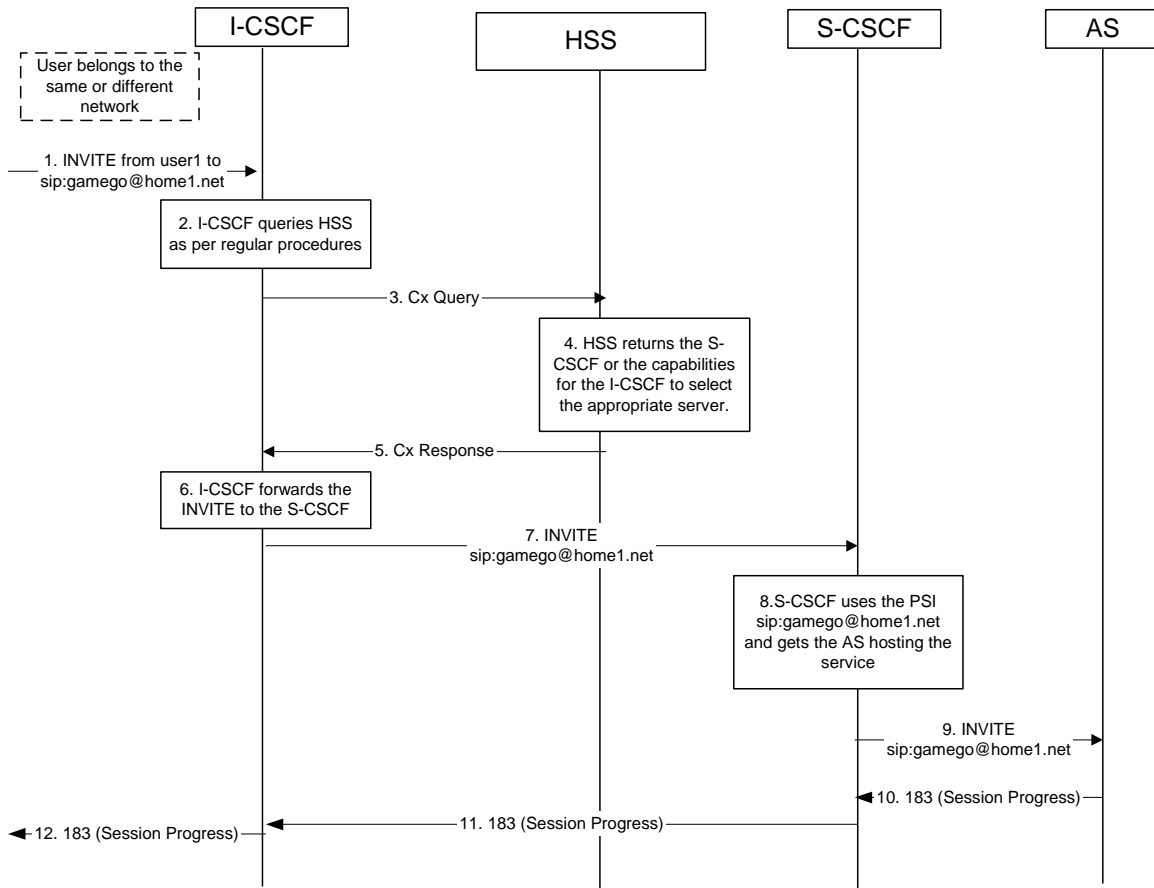 I-CSCF
HSS
S-CSCF
AS
User belongs to the
same or different
network
1. INVITE from user1 to
sip:gamego@home1.net
2. I-CSCF queries HSS
as per regular procedures
3. Cx Query
4. HSS returns the S-
CSCF or the capabilities
for the I-CSCF to select
the appropriate server.
5. Cx Response
6. I-CSCF forwards the
INVITE to the S-CSCF
7. INVITE
sip:gamego@home1.net
8.S-CSCF uses the PSI
sip:gamego@home1.net
and gets the AS hosting the
service
9. INVITE
sip:gamego@home1.net
10. 183 (Session Progress)
11. 183 (Session Progress)
12. 183 (Session Progress)